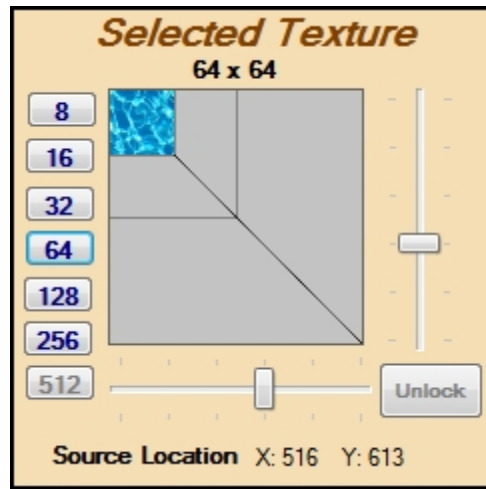 Selected Texture
64 x 64
8
16
32
64
128
256
512
Unlock
Source Location X: 516 Y: 613